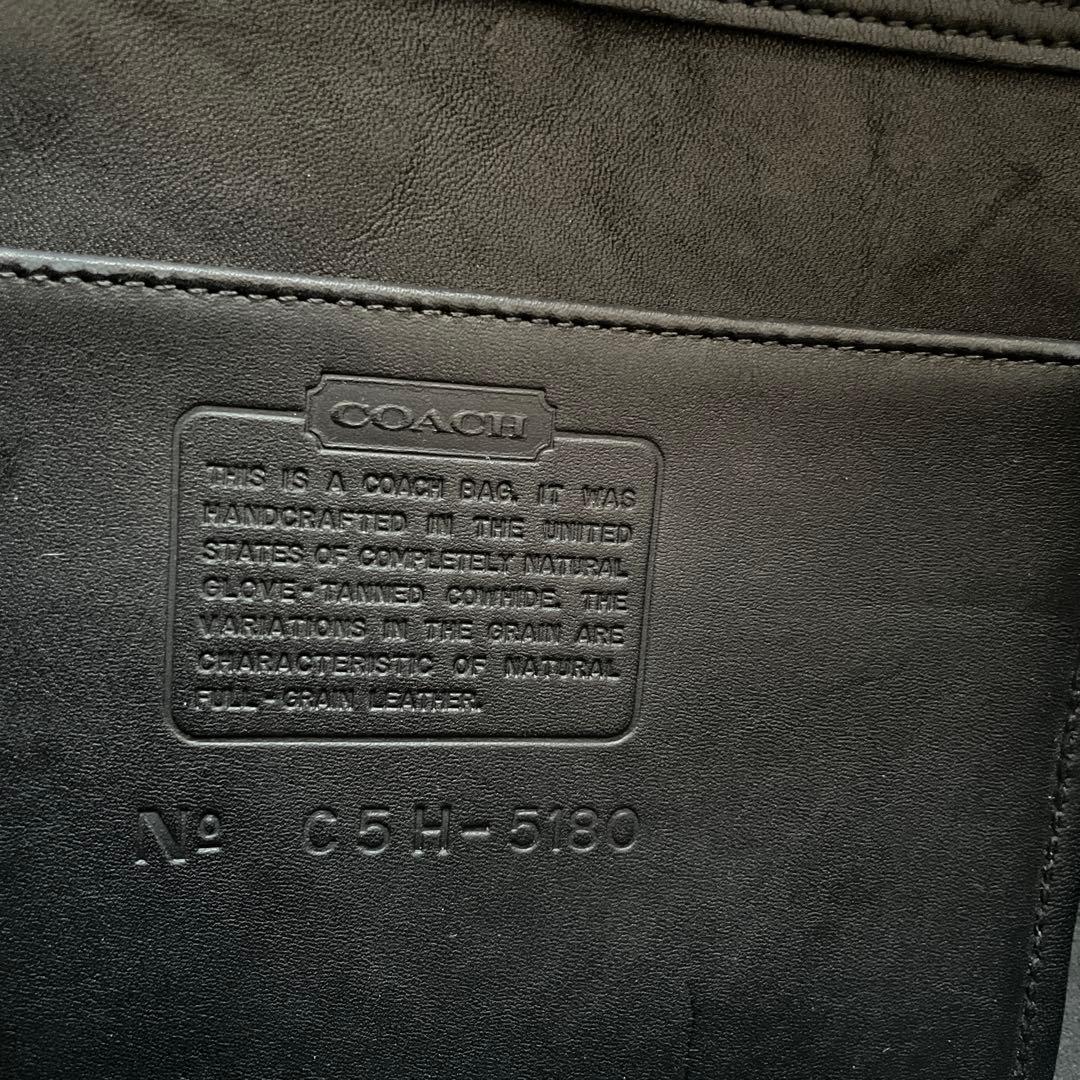 COACH
THIS IS A COACH BAG. IT WAS
HANDCRAFTED IN THE UNITED
STATES OF COMPLETELY NATURAL
GLOVE-TANNED COWHIDE. THE
VARIATIONS IN THE GRAIN ARE
CHARACTERISTIC OF NATURAL
FULL-GRAIN LEATHER.
Nº C5H-5180